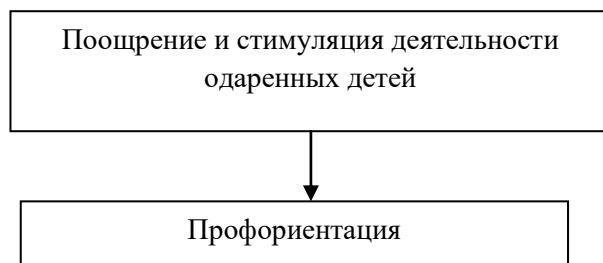 Поощрение и стимуляция деятельности
одаренных детей
Профориентация